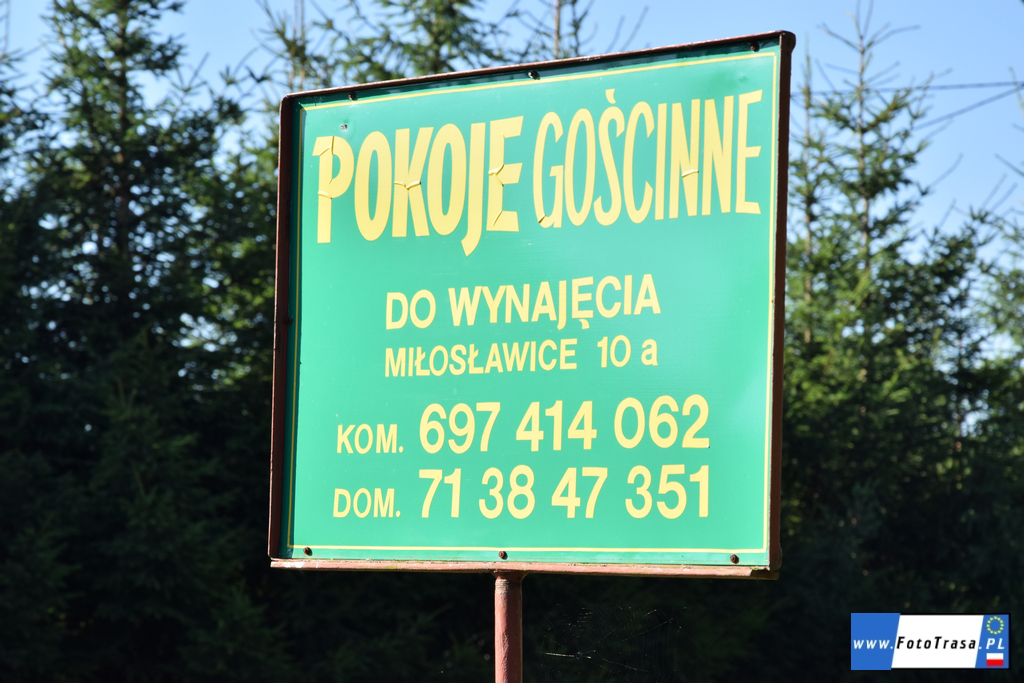 POKOJE GOŚCINNE
DO WYNAJĘCIA
MIŁOSŁAWICE 10 a
KOM. 697 414 062
DOM. 71 38 47 351
www.FotoTrasa.PL